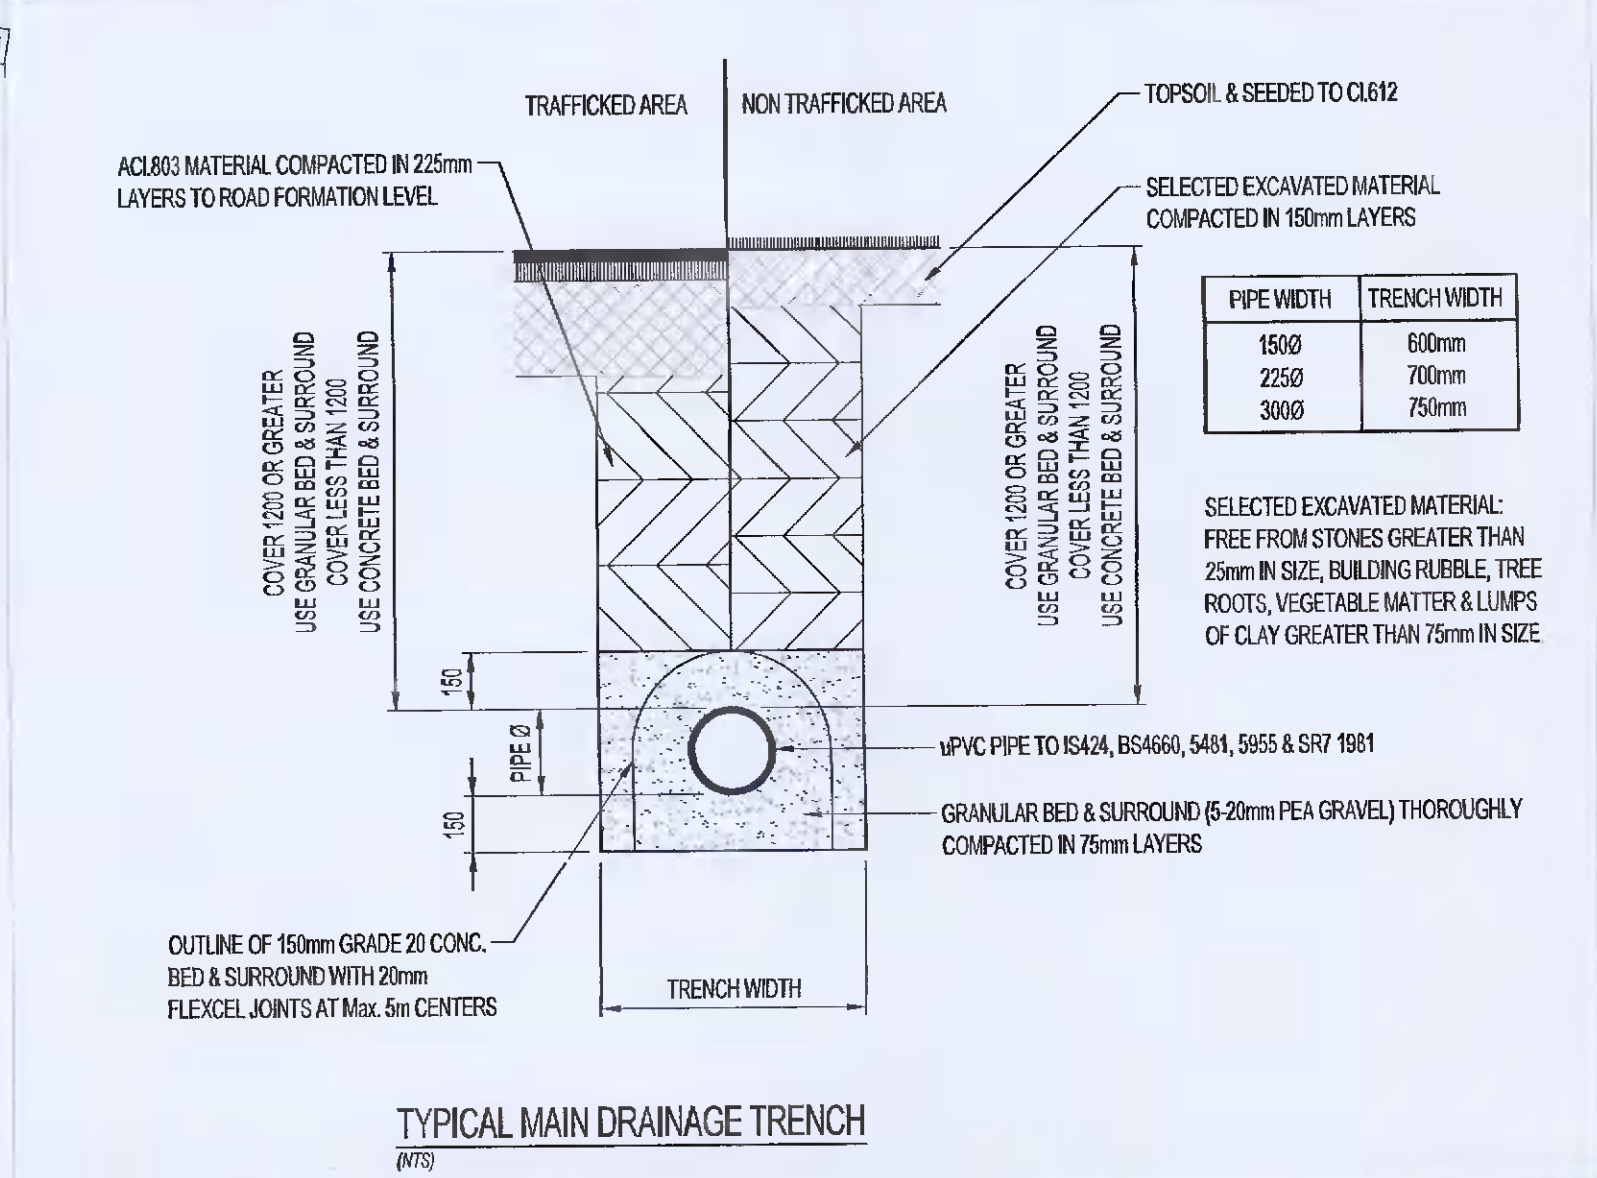 TRAFFICKED AREA
NON TRAFFICKED AREA
TOPSOIL & SEEDED TO Cl.612
ACl.803 MATERIAL COMPACTED IN 225mm
LAYERS TO ROAD FORMATION LEVEL
SELECTED EXCAVATED MATERIAL
COMPACTED IN 150mm LAYERS
PIPE WIDTH TRENCH WIDTH
150Ø 600mm
225Ø 700mm
300Ø 750mm
COVER 1200 OR GREATER
USE GRANULAR BED & SURROUND
COVER LESS THAN 1200
USE CONCRETE BED & SURROUND
COVER 1200 OR GREATER
USE GRANULAR BED & SURROUND
COVER LESS THAN 1200
USE CONCRETE BED & SURROUND
SELECTED EXCAVATED MATERIAL:
FREE FROM STONES GREATER THAN
25mm IN SIZE, BUILDING RUBBLE, TREE
ROOTS, VEGETABLE MATTER & LUMPS
OF CLAY GREATER THAN 75mm IN SIZE
150
PIPE Ø
150
uPVC PIPE TO IS424, BS4660, 5481, 5955 & SR7 1981
GRANULAR BED & SURROUND (5-20mm PEA GRAVEL) THOROUGHLY
COMPACTED IN 75mm LAYERS
OUTLINE OF 150mm GRADE 20 CONC.
BED & SURROUND WITH 20mm
FLEXCEL JOINTS AT Max. 5m CENTERS
TRENCH WIDTH
TYPICAL MAIN DRAINAGE TRENCH
(NTS)